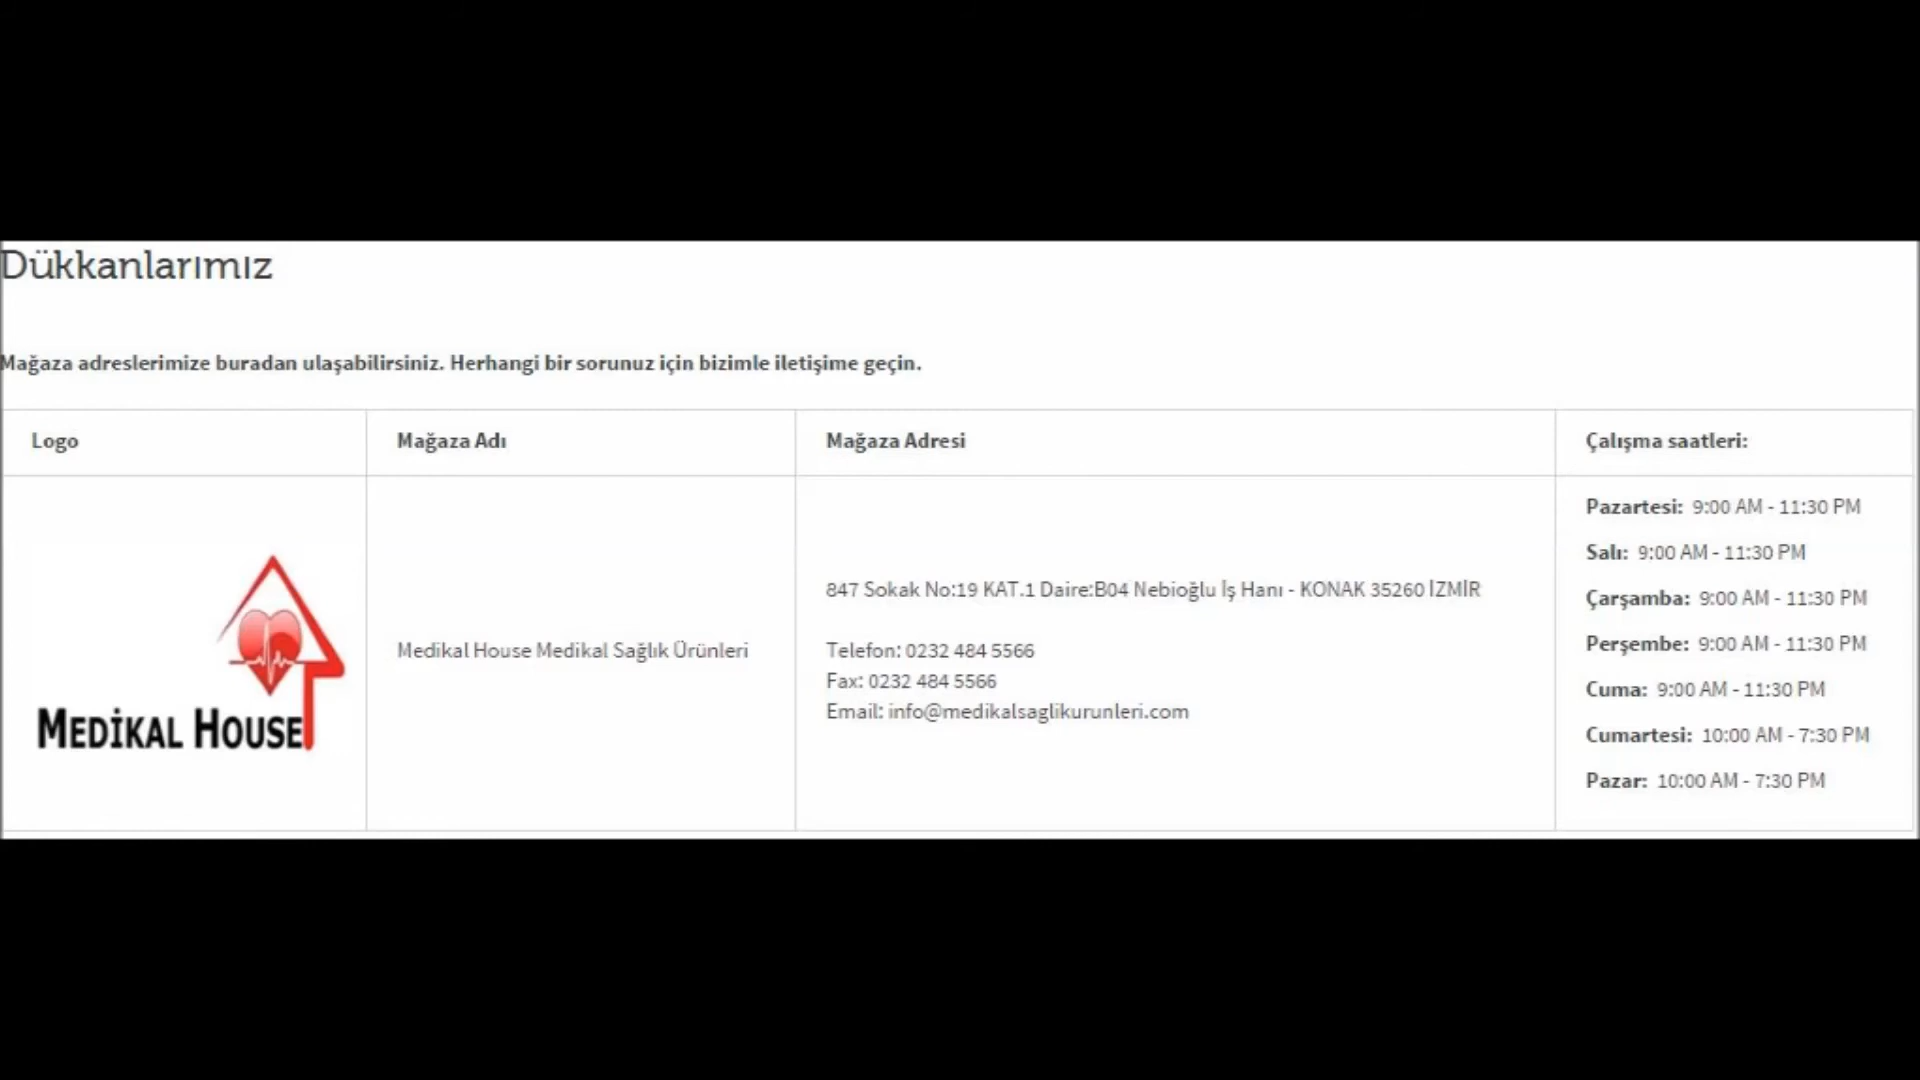 Dükkanlarımız
Mağaza adreslerimize buradan ulaşabilirsiniz. Herhangi bir sorunuz için bizimle iletişime geçin.
Logo
Mağaza Adı
Mağaza Adresi
Çalışma saatleri:
MEDİKAL HOUSE
Medikal House Medikal Sağlık Ürünleri
847 Sokak No:19 KAT.1 Daire:B04 Nebioğlu İş Hanı - KONAK 35260 İZMİR
Telefon: 0232 484 5566
Fax: 0232 484 5566
Email: info@medikalsaglikurunleri.com
Pazartesi: 9:00 AM - 11:30 PM
Salı: 9:00 AM - 11:30 PM
Çarşamba: 9:00 AM - 11:30 PM
Perşembe: 9:00 AM - 11:30 PM
Cuma: 9:00 AM - 11:30 PM
Cumartesi: 10:00 AM - 7:30 PM
Pazar: 10:00 AM - 7:30 PM